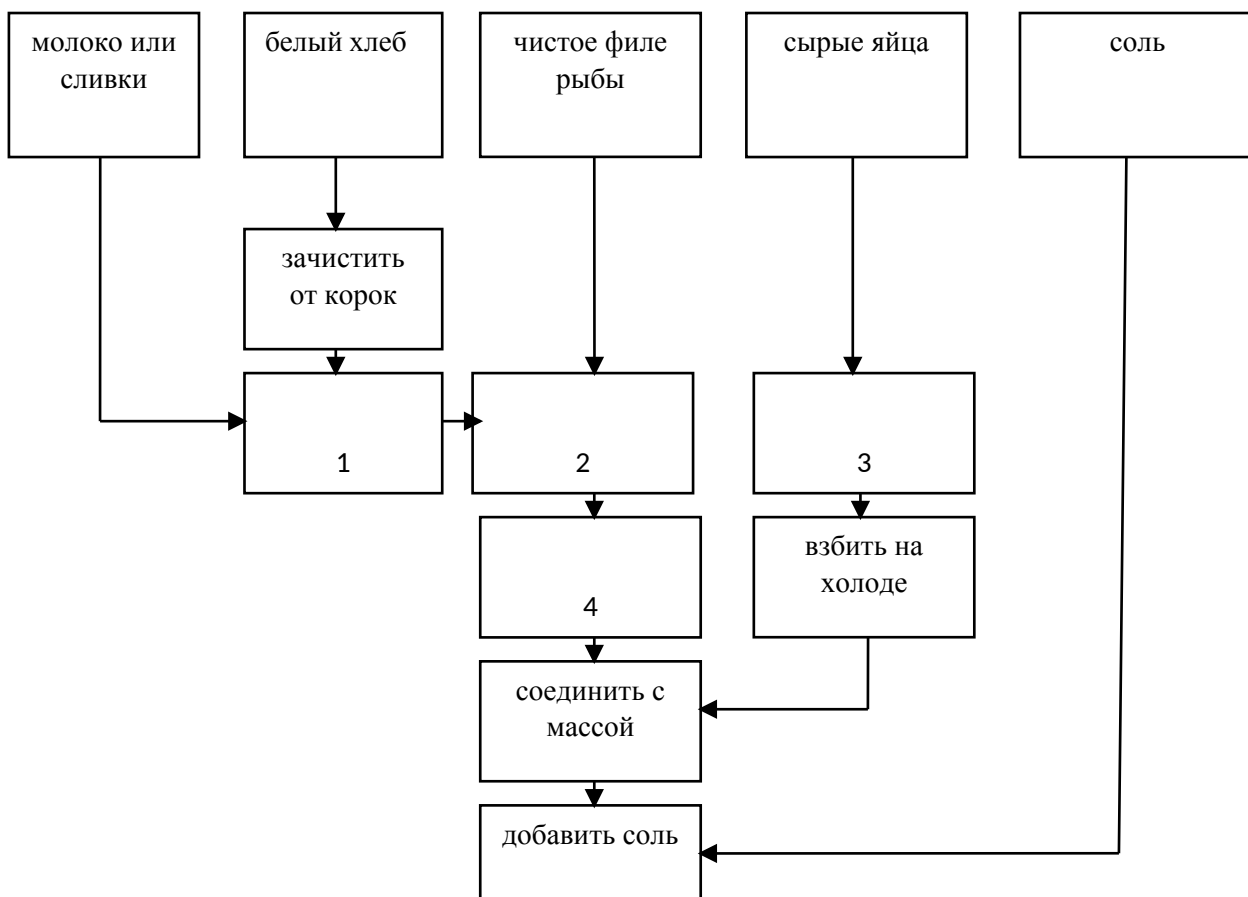 молоко или
сливки
белый хлеб
чистое филе
рыбы
сырые яйца
соль
зачистить
от корок
1
2
3
4
взбить на
холоде
соединить с
массой
добавить соль